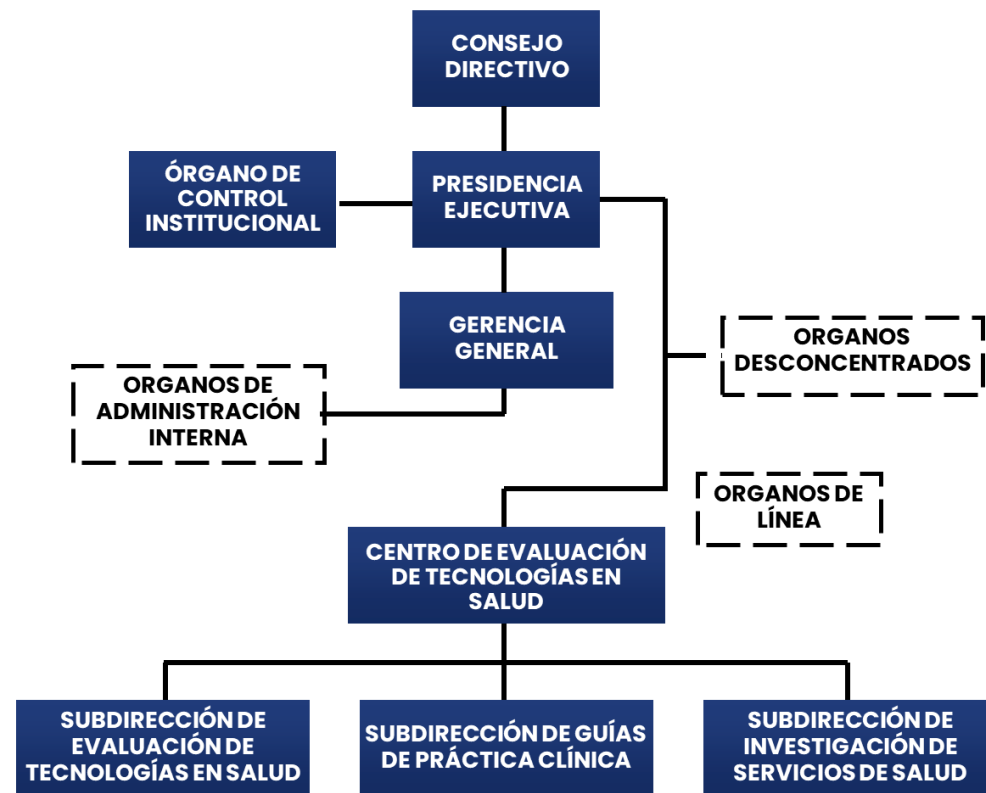 CONSEJO
DIRECTIVO
ÓRGANO DE
CONTROL
INSTITUCIONAL
PRESIDENCIA
EJECUTIVA
GERENCIA
GENERAL
ORGANOS
DESCONCENTRADOS
ORGANOS DE
ADMINISTRACIÓN
INTERNA
ORGANOS DE
LÍNEA
CENTRO DE EVALUACIÓN
DE TECNOLOGÍAS EN
SALUD
SUBDIRECCIÓN DE
EVALUACIÓN DE
TECNOLOGÍAS EN SALUD
SUBDIRECCIÓN DE GUÍAS
DE PRÁCTICA CLÍNICA
SUBDIRECCIÓN DE
INVESTIGACIÓN DE
SERVICIOS DE SALUD